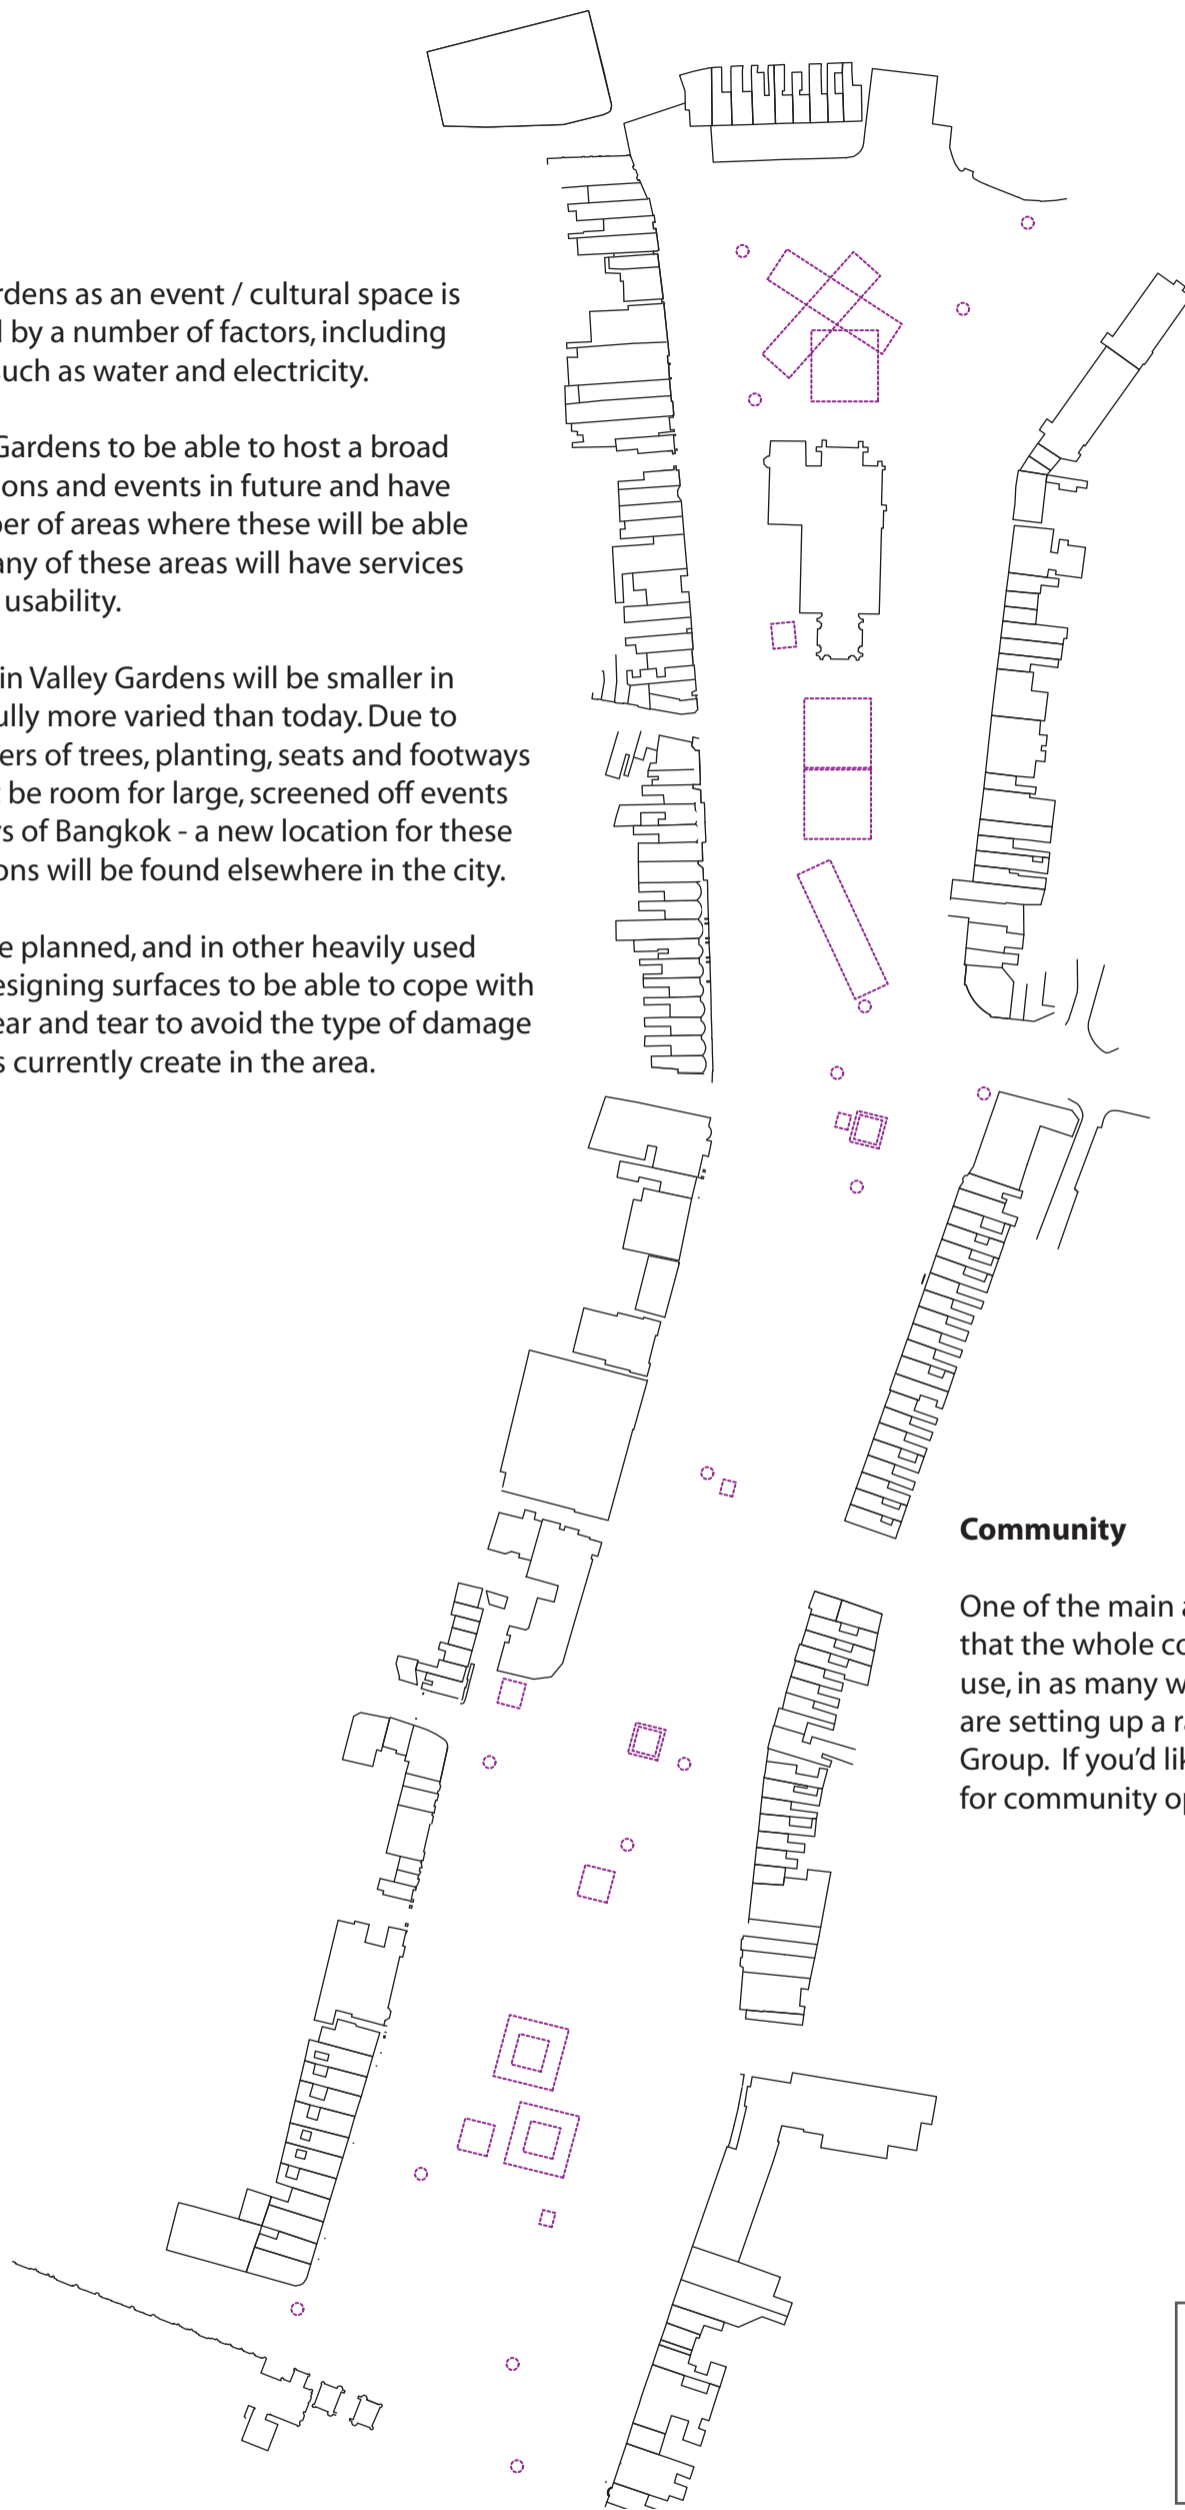 rdens as an event / cultural space is
by a number of factors, including
such as water and electricity.
Gardens to be able to host a broad
ons and events in future and have
er of areas where these will be able
any of these areas will have services
usability.
in Valley Gardens will be smaller in
ully more varied than today. Due to
ers of trees, planting, seats and footways
be room for large, screened off events
s of Bangkok - a new location for these
ons will be found elsewhere in the city.
e planned, and in other heavily used
esigning surfaces to be able to cope with
ear and tear to avoid the type of damage
s currently create in the area.
Community
One of the main a
that the whole co
use, in as many w
are setting up a ra
Group. If you'd lik
for community op